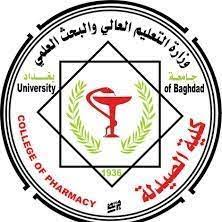 وزارة التعليم العالي والبحث العلمي
جامعة بغداد
University of Baghdad
كلية الصيدلة
COLLEGE OF PHARMACY
1936